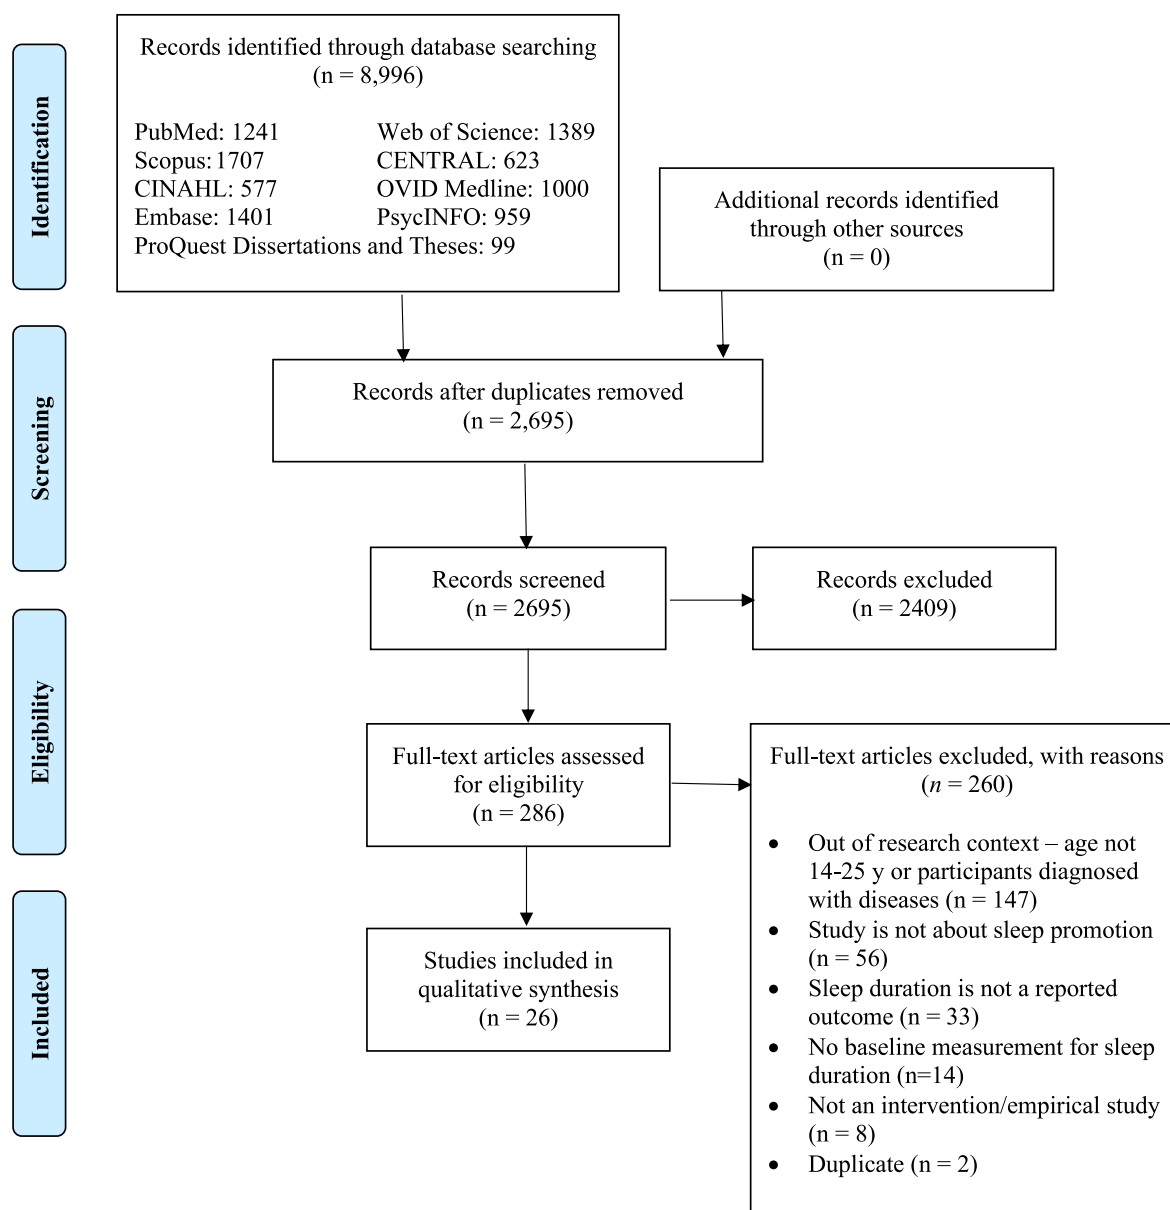 Identification
Records identified through database searching
(n = 8,996)
PubMed: 1241 Web of Science: 1389
Scopus: 1707 CENTRAL: 623
CINAHL: 577 OVID Medline: 1000
Embase: 1401 PsycINFO: 959
ProQuest Dissertations and Theses: 99
Additional records identified
through other sources
(n = 0)
Screening
Records after duplicates removed
(n = 2,695)
Records screened
(n = 2695)
Records excluded
(n = 2409)
Eligibility
Full-text articles assessed
for eligibility
(n = 286)
Full-text articles excluded, with reasons
(n = 260)
• Out of research context – age not
14-25 y or participants diagnosed
with diseases (n = 147)
• Study is not about sleep promotion
(n = 56)
• Sleep duration is not a reported
outcome (n = 33)
• No baseline measurement for sleep
duration (n=14)
• Not an intervention/empirical study
(n = 8)
• Duplicate (n = 2)
Included
Studies included in
qualitative synthesis
(n = 26)